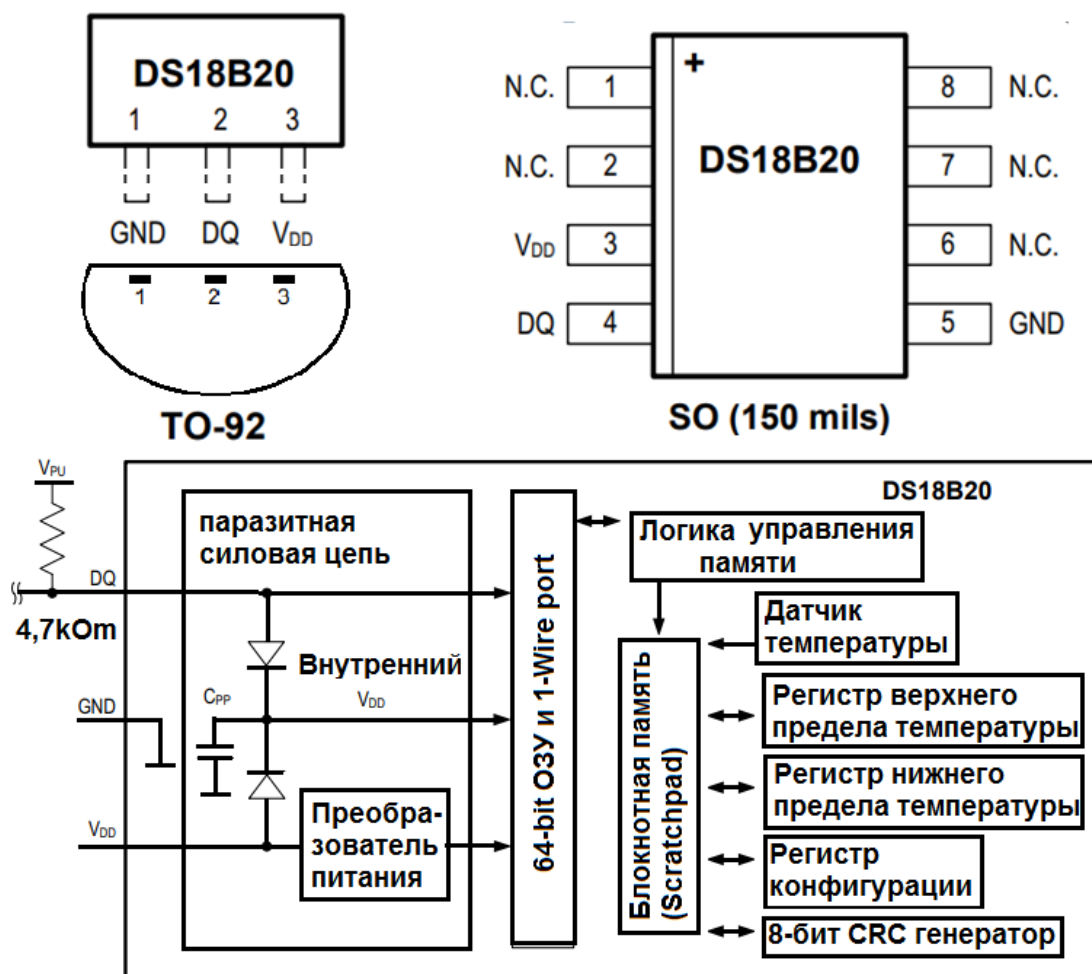 DS18B20
1 2 3
GND DQ VDD
1 2 3
TO-92
+
DS18B20
N.C. 1
N.C. 2
VDD 3
DQ 4
8 N.C.
7 N.C.
6 N.C.
5 GND
SO (150 mils)
VPU
DQ
4,7kOm
GND
VDD
паразитная
силовая цепь
Внутренний
VDD
CPP
Преобра-
зователь
питания
64-bit ОЗУ и 1-Wire port
DS18B20
Логика управления
памяти
Блокнотная память
(Scratchpad)
Датчик
температуры
Регистр верхнего
предела температуры
Регистр нижнего
предела температуры
Регистр
конфигурации
8-бит CRC генератор